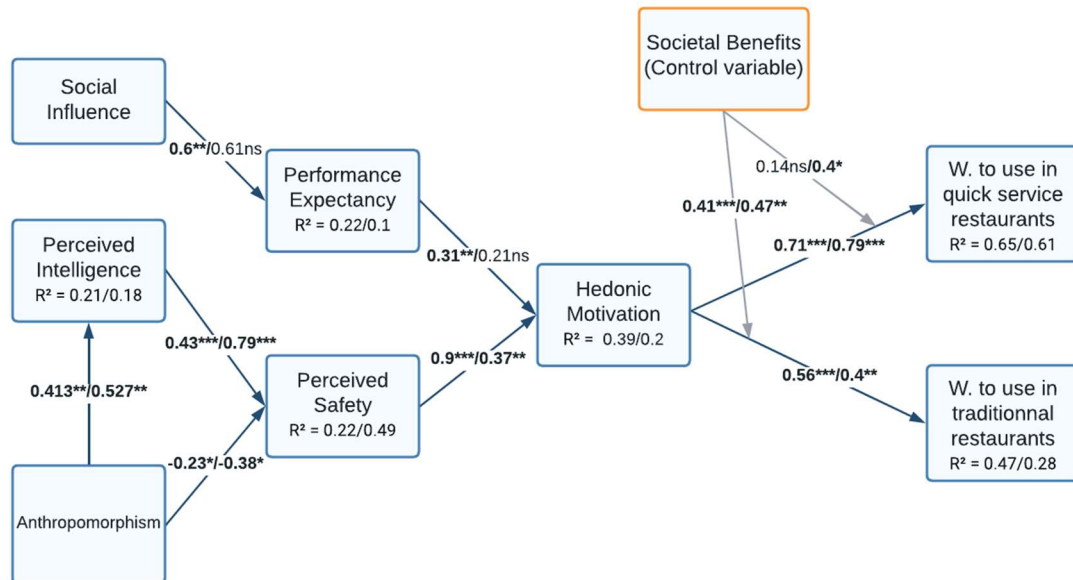 Societal Benefits
(Control variable)
Social
Influence
0.6**/0.61ns
Performance
Expectancy
R² = 0.22/0.1
0.14ns/0.4*
W. to use in
quick service
restaurants
R² = 0.65/0.61
0.41***/0.47**
Perceived
Intelligence
R² = 0.21/0.18
0.31**/0.21ns
0.71***/0.79***
Hedonic
Motivation
R² = 0.39/0.2
0.43***/0.79***
0.9***/0.37**
0.413**/0.527**
Perceived
Safety
R² = 0.22/0.49
0.56***/0.4**
W. to use in
traditionnal
restaurants
R² = 0.47/0.28
-0.23*/-0.38*
Anthropomorphism